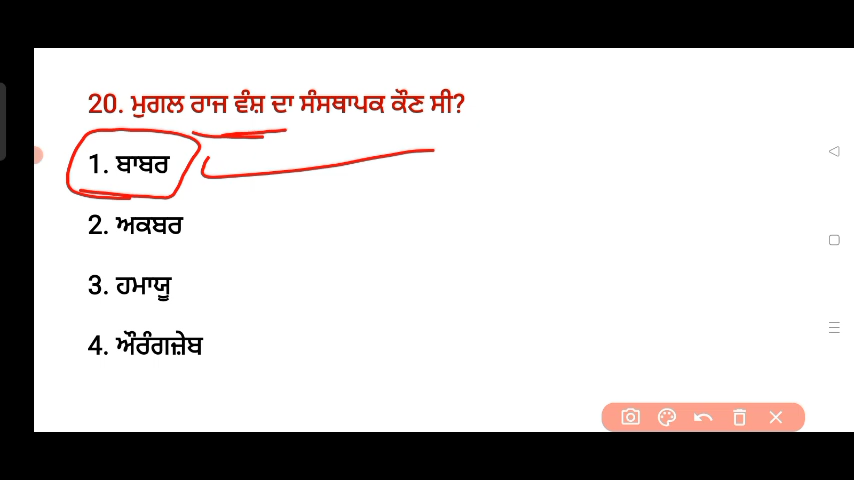 20. ਮੁਗਲ ਰਾਜ ਵੰਸ਼ ਦਾ ਸੰਸਥਾਪਕ ਕੌਣ ਸੀ?
1. ਬਾਬਰ
2. ਅਕਬਰ
3. ਹਮਾਯੂ
4. ਔਰੰਗਜ਼ੇਬ